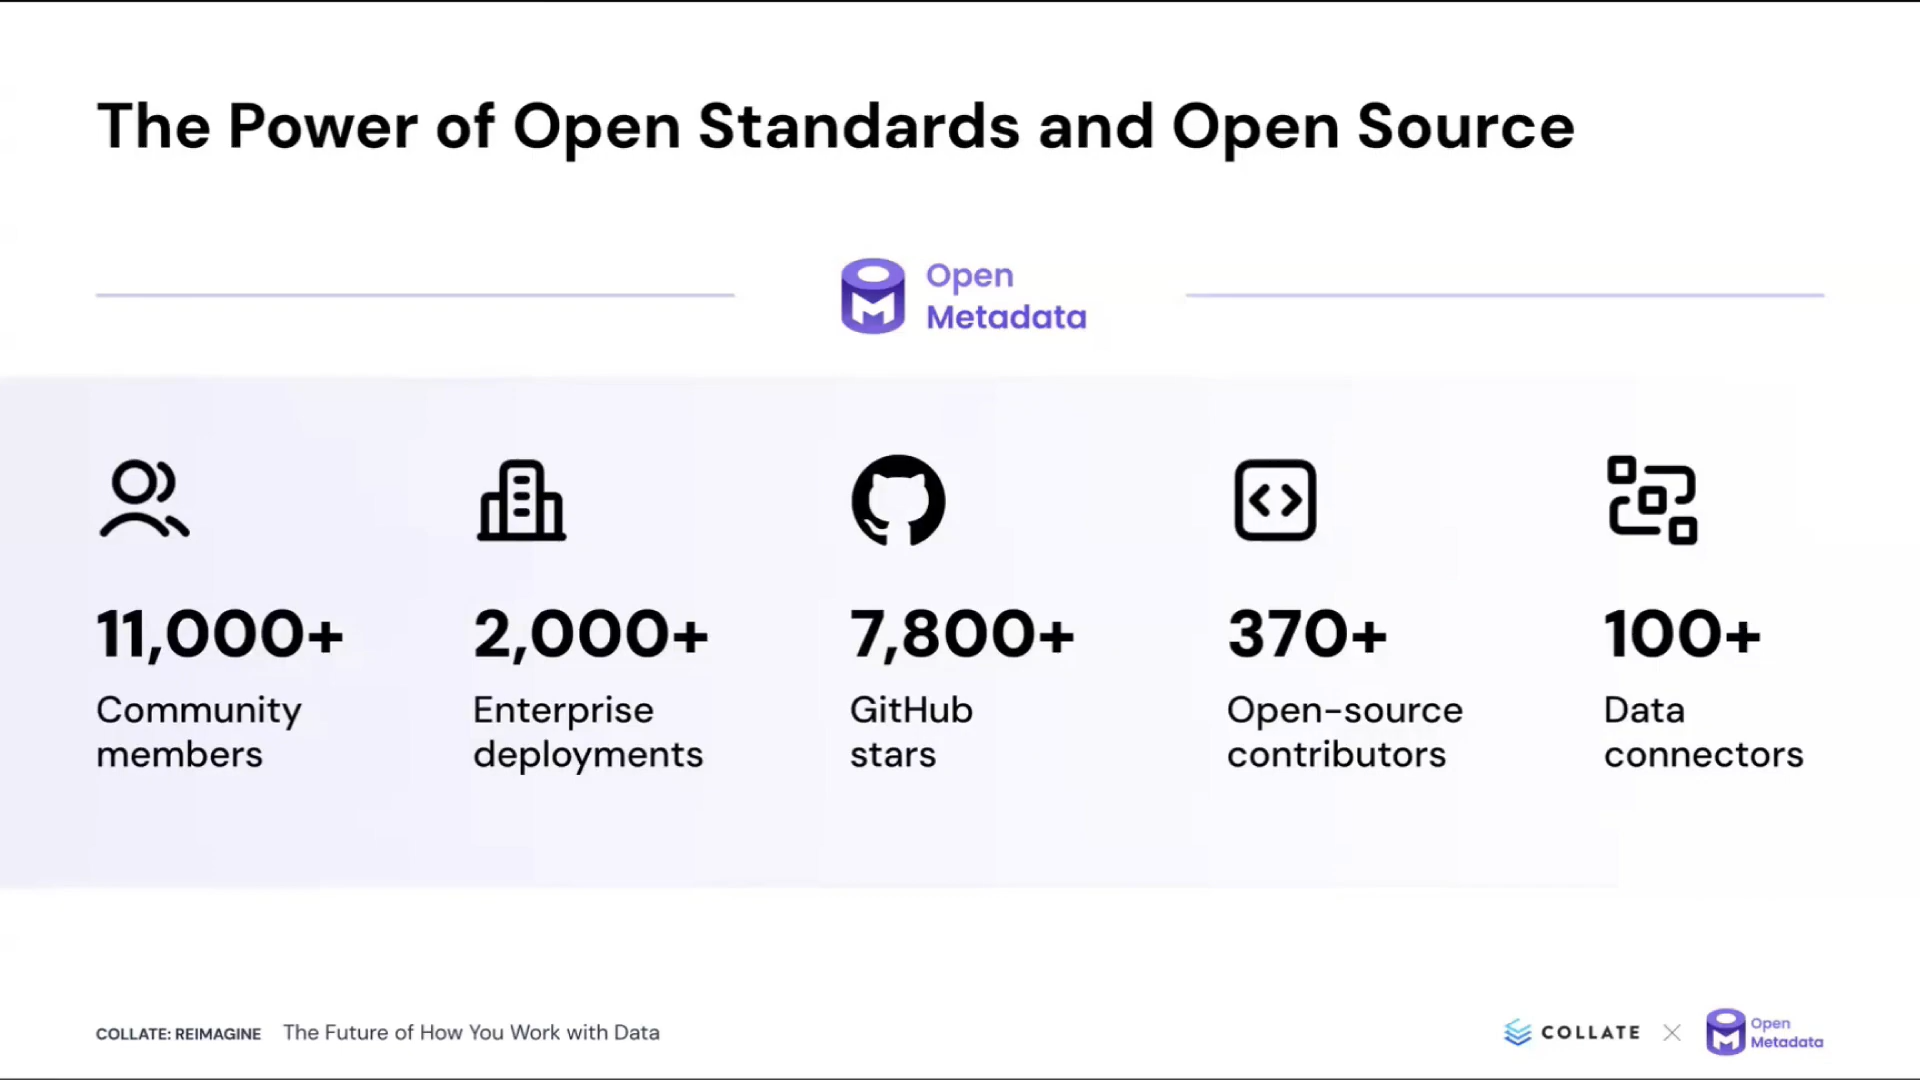 The Power of Open Standards and Open Source
Open
Metadata
11,000+
Community
members
2,000+
Enterprise
deployments
7,800+
GitHub
stars
370+
Open-source
contributors
100+
Data
connectors
COLLATE: REIMAGINE The Future of How You Work with Data
COLLATE
Open
Metadata